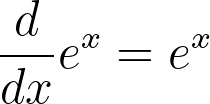 d/dx e^x = e^x